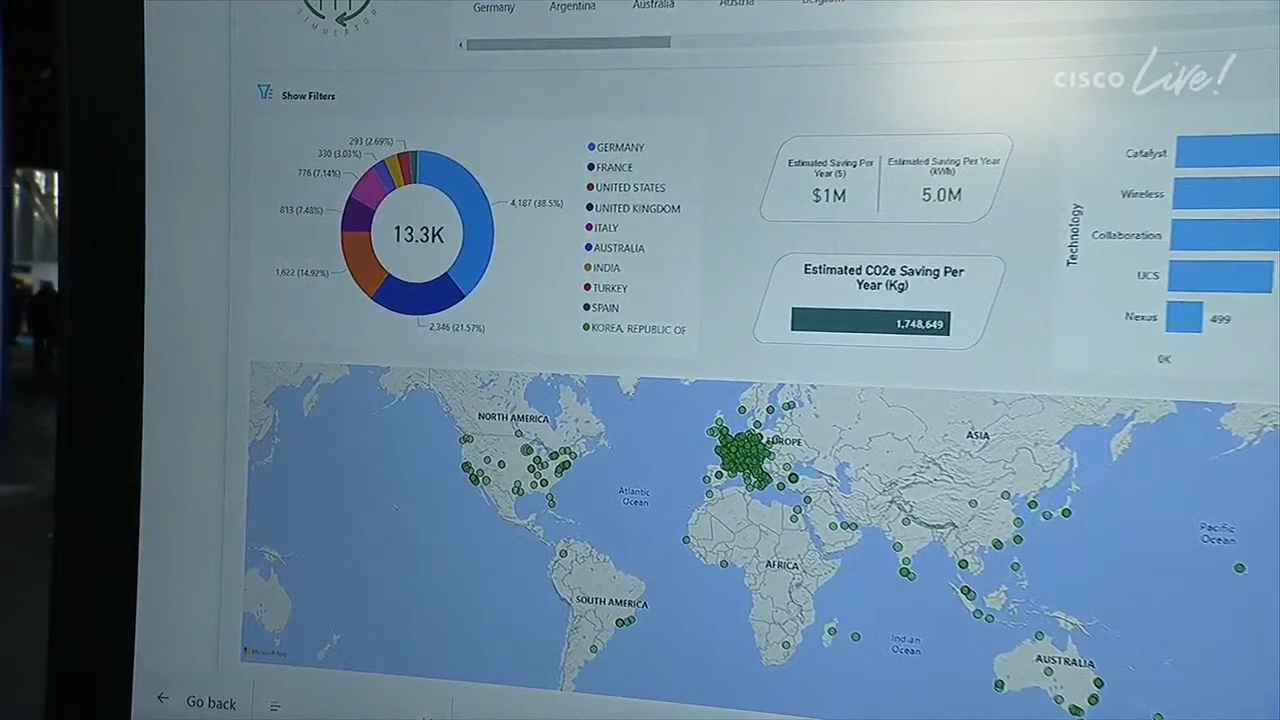 SIMULATOR
Germany
Argentina
Australia
Austria
Belgium
CISCO Live!
Show Filters
293 (2.69%)
330 (3.03%)
776 (7.14%)
813 (7.48%)
1,622 (14.92%)
13.3K
4,187 (38.5%)
2,346 (21.57%)
GERMANY
FRANCE
UNITED STATES
UNITED KINGDOM
ITALY
AUSTRALIA
INDIA
TURKEY
SPAIN
KOREA, REPUBLIC OF
Estimated Saving Per
Year ($)
$1M
Estimated Saving Per Year
(kWh)
5.0M
Estimated CO2e Saving Per
Year (Kg)
1,748,649
Technology
Catalyst
Wireless
Collaboration
UCS
Nexus
499
0K
NORTH AMERICA
EUROPE
ASIA
Atlantic
Ocean
Pacific
Ocean
AFRICA
SOUTH AMERICA
Indian
Ocean
AUSTRALIA
Microsoft Bing
Go back